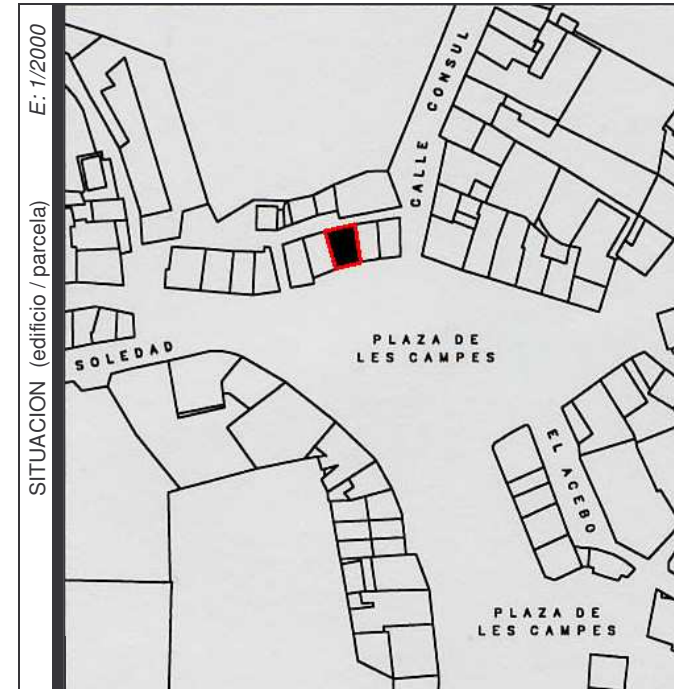 SITUACION (edificio / parcela) E: 1/2000
CALLE CONSUL
PLAZA DE
LES CAMPES
SOLEDAD
EL ACEBO
PLAZA DE
LES CAMPES